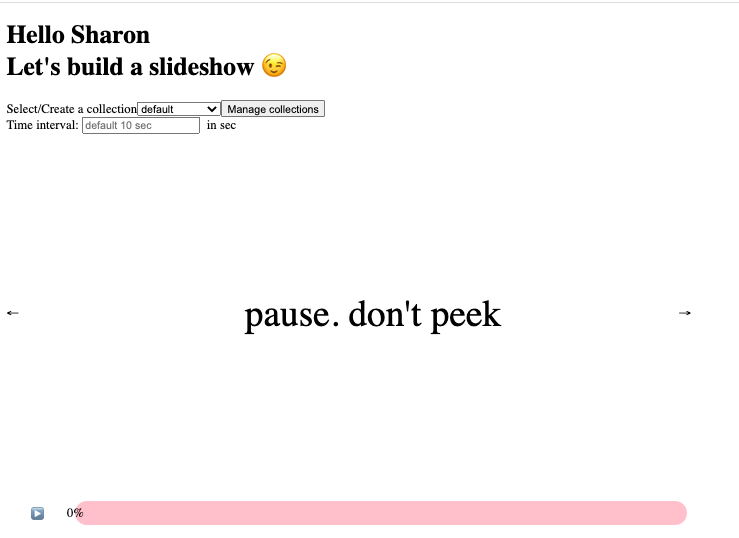 Hello Sharon
Let's build a slideshow 😉
Select/Create a collection default Manage collections
Time interval: default 10 sec in sec
← pause. don't peek →
0%